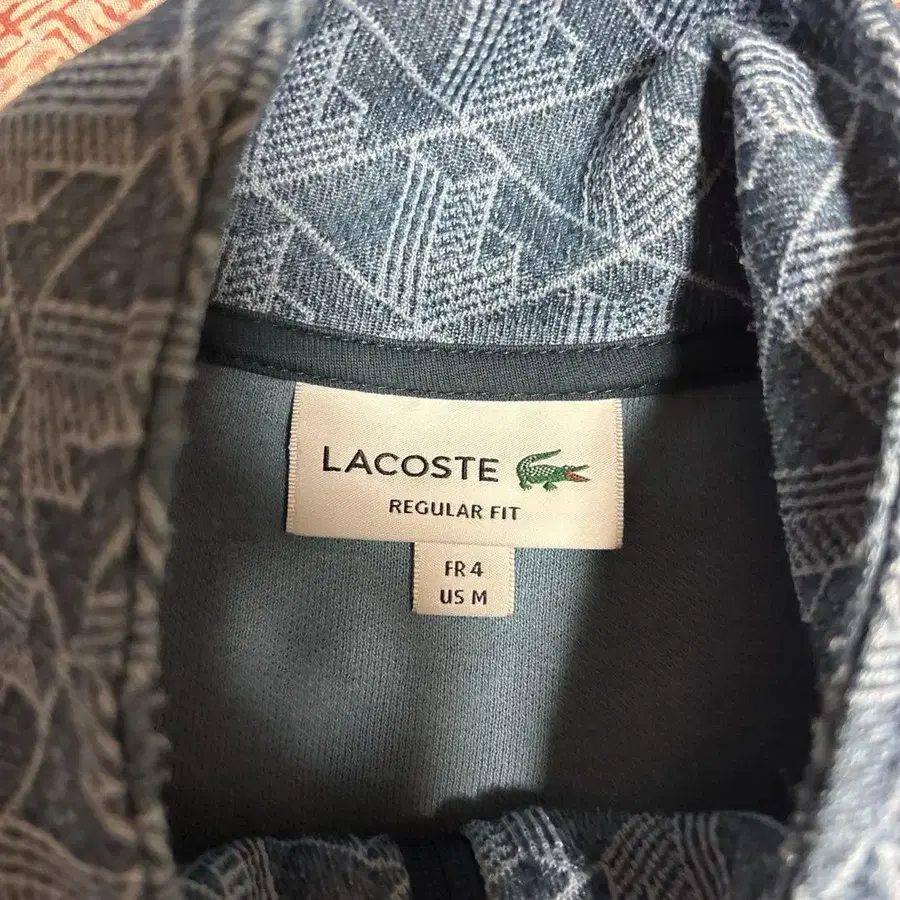 LACOSTE
REGULAR FIT
FR 4
US M